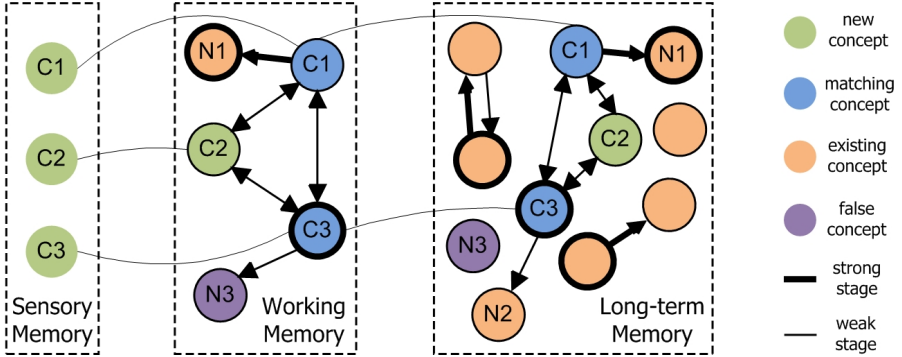 C1
C2
C3
Sensory
Memory
N1
C1
C2
C3
N3
Working
Memory
C1
N1
C2
C3
N3
N2
Long-term
Memory
new
concept
matching
concept
existing
concept
false
concept
strong
stage
weak
stage